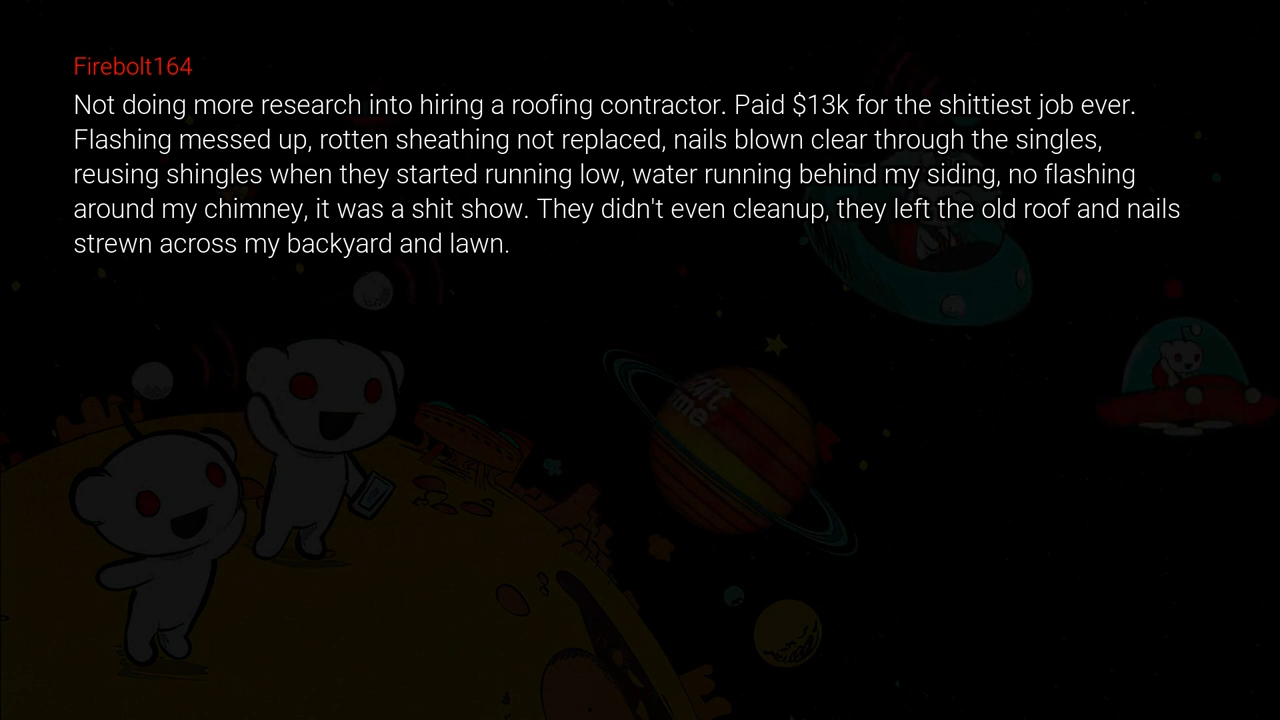 Firebolt164
Not doing more research into hiring a roofing contractor. Paid $13k for the shittiest job ever.
Flashing messed up, rotten sheathing not replaced, nails blown clear through the singles,
reusing shingles when they started running low, water running behind my siding, no flashing
around my chimney, it was a shit show. They didn't even cleanup, they left the old roof and nails
strewn across my backyard and lawn.